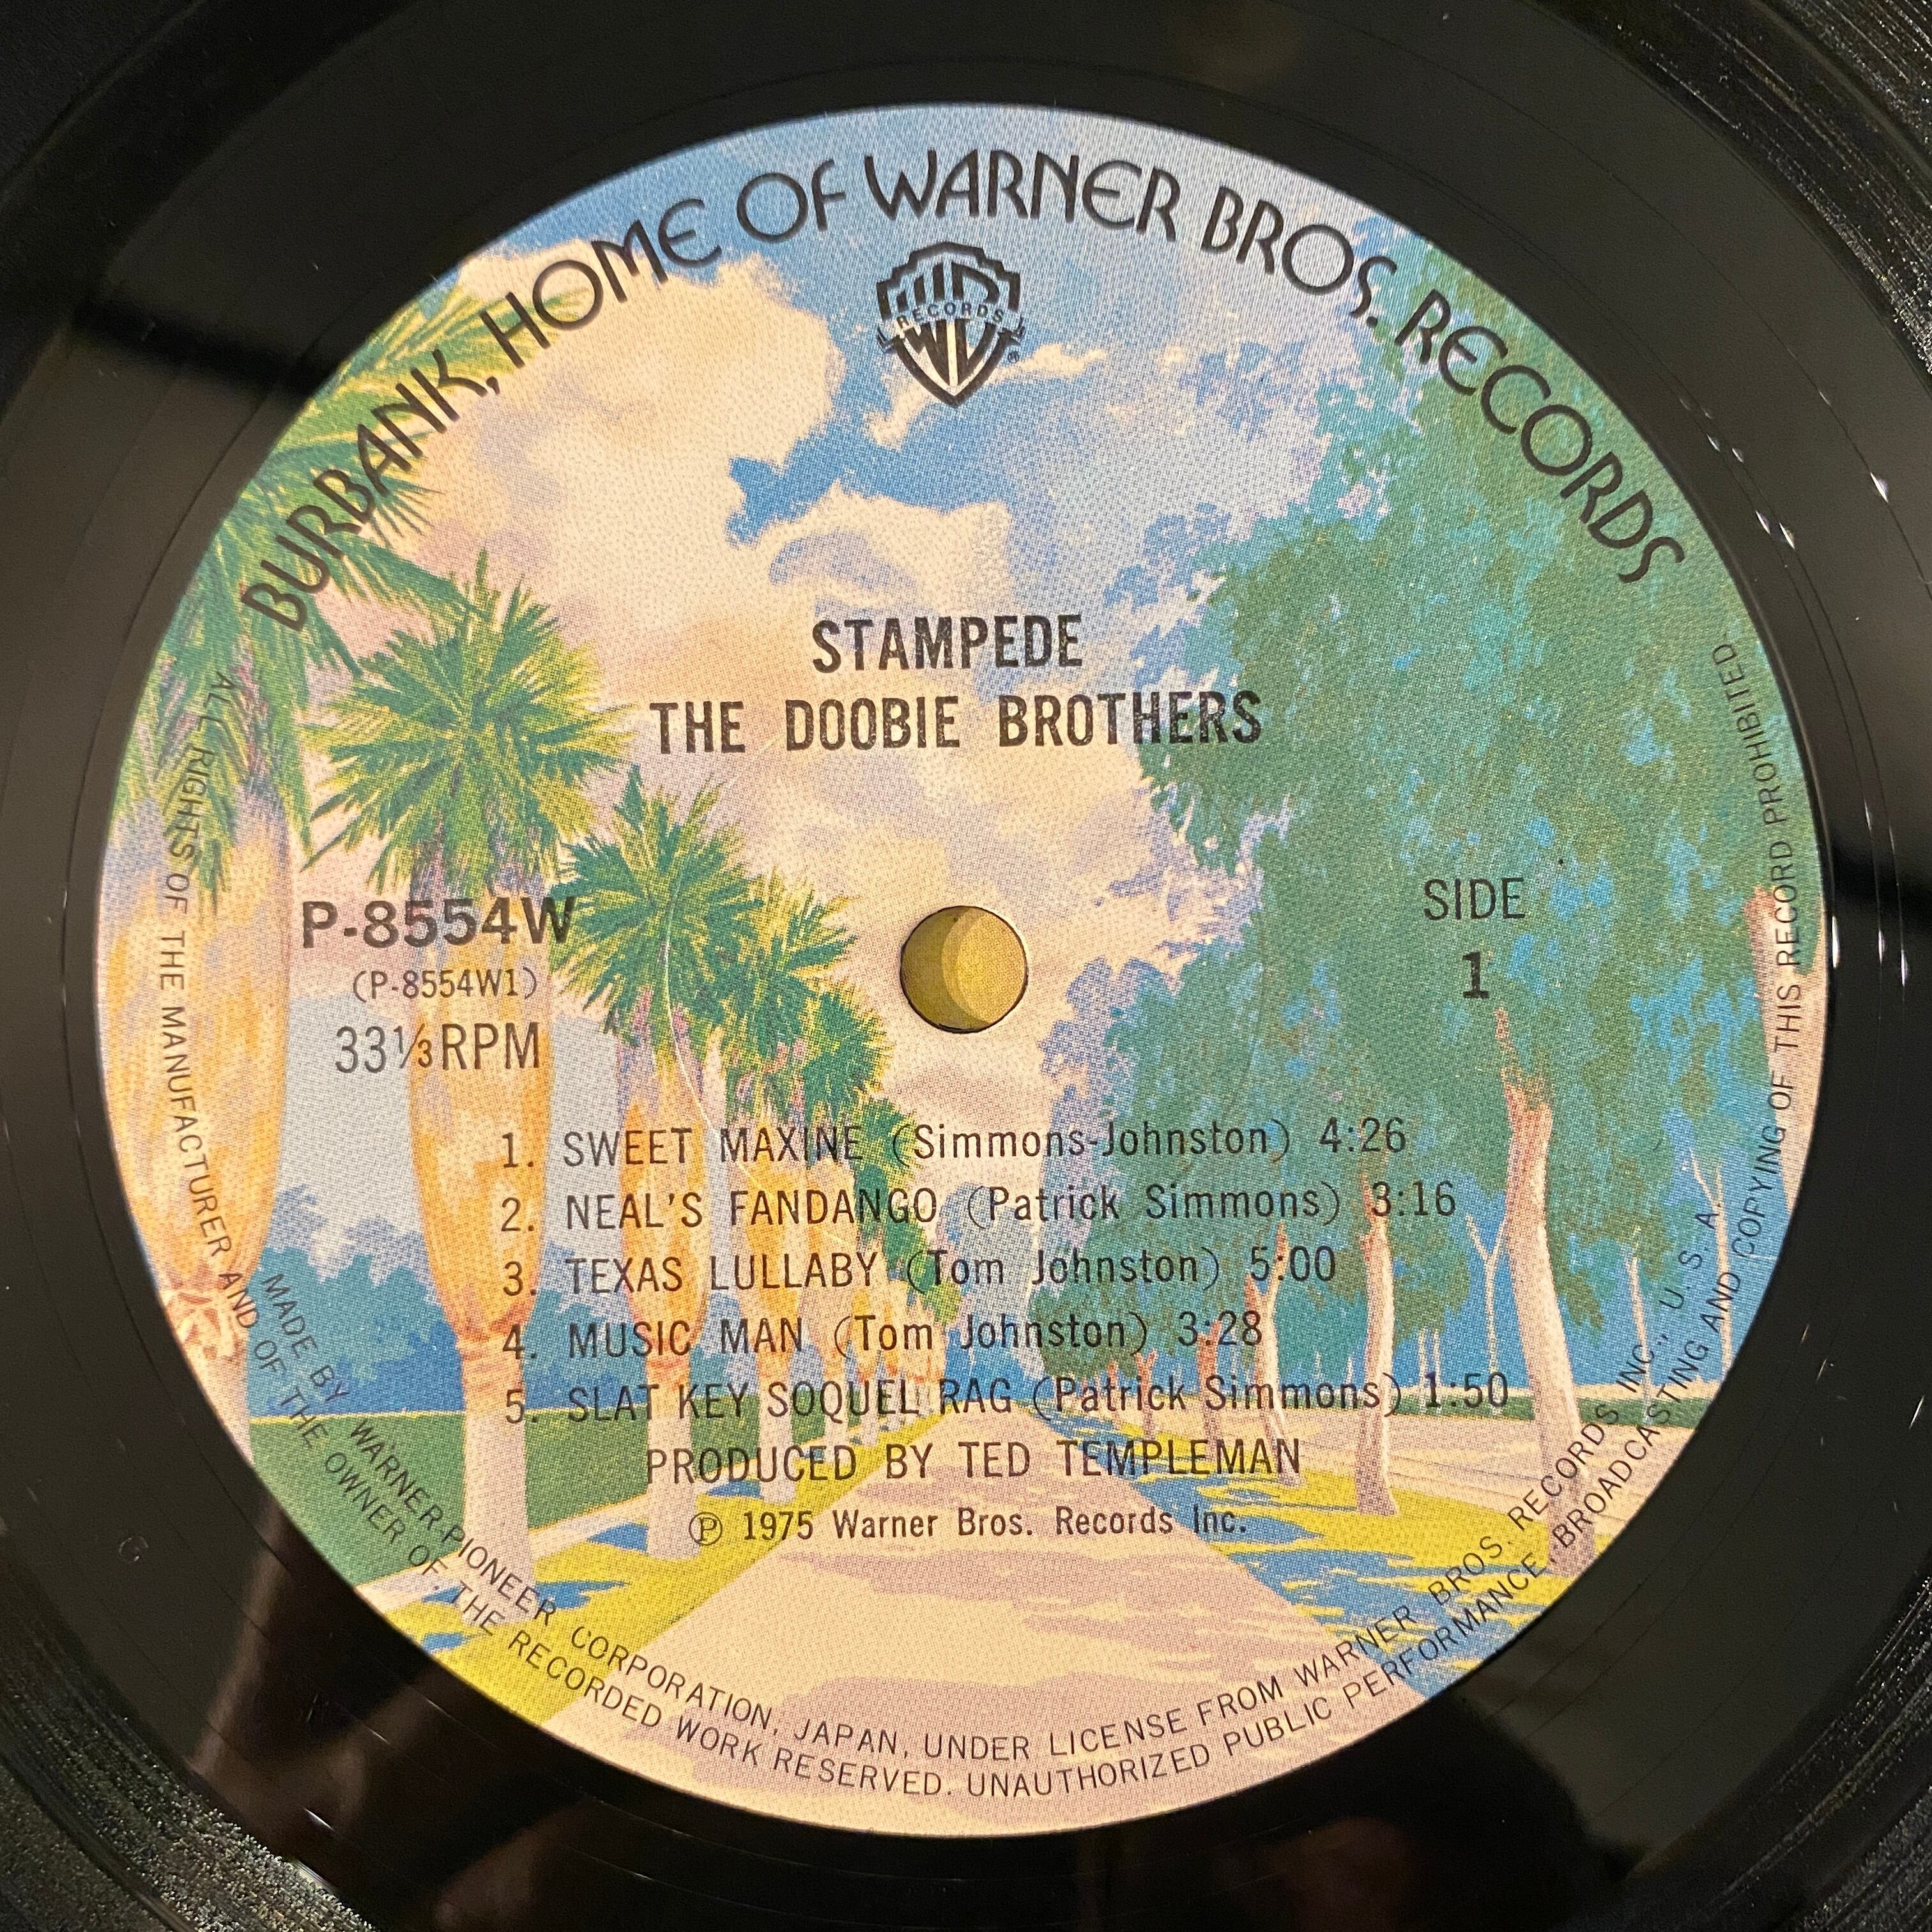 BURBANK, HOME OF WARNER BROS. RECORDS
RECORDS
STAMPEDE
THE DOOBIE BROTHERS
P-8554W
(P-8554W1)
33⅓RPM
SIDE
1
1. SWEET MAXINE (Simmons-Johnston) 4:26
2. NEAL'S FANDANGO (Patrick Simmons) 3:16
3. TEXAS LULLABY (Tom Johnston) 5:00
4. MUSIC MAN (Tom Johnston) 3:28
5. SLAT KEY SOQUEL RAG (Patrick Simmons) 1:50
PRODUCED BY TED TEMPLEMAN
℗ 1975 Warner Bros. Records Inc.
MADE BY WARNER PIONEER CORPORATION, JAPAN, UNDER LICENSE FROM WARNER BROS. RECORDS INC., U. S. A.
ALL RIGHTS OF THE MANUFACTURER AND OF THE OWNER OF THE RECORDED WORK RESERVED. UNAUTHORIZED PUBLIC PERFORMANCE, BROADCASTING AND COPYING OF THIS RECORD PROHIBITED